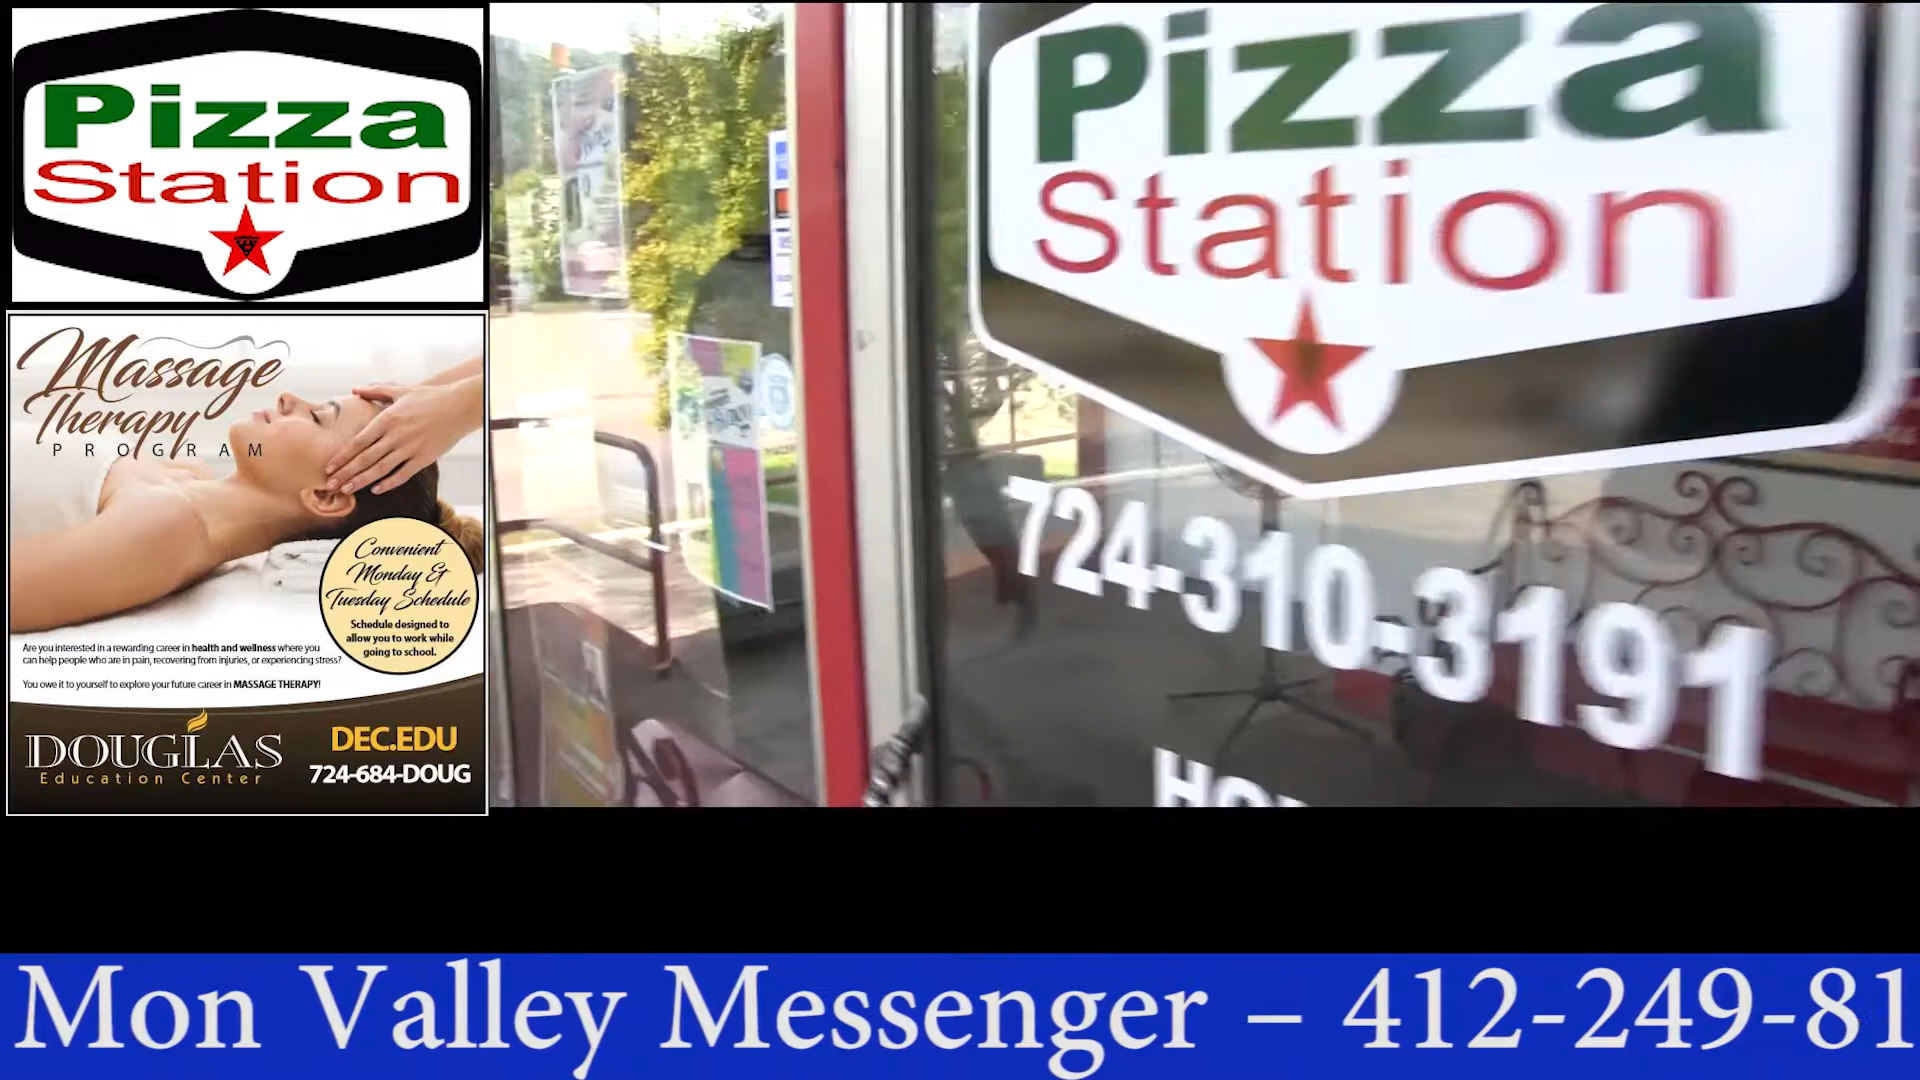 Pizza
Station
Massage
Therapy
PROGRAM
Convenient
Monday &
Tuesday Schedule
Schedule designed to
allow you to work while
going to school.
Are you interested in a rewarding career in health and wellness where you
can help people who are in pain, recovering from injuries, or experiencing stress?
You owe it to yourself to explore your future career in MASSAGE THERAPY!
DOUGLAS
Education Center
DEC.EDU
724-684-DOUG
Pizza
Station
724-310-3191
Mon Valley Messenger – 412-249-81